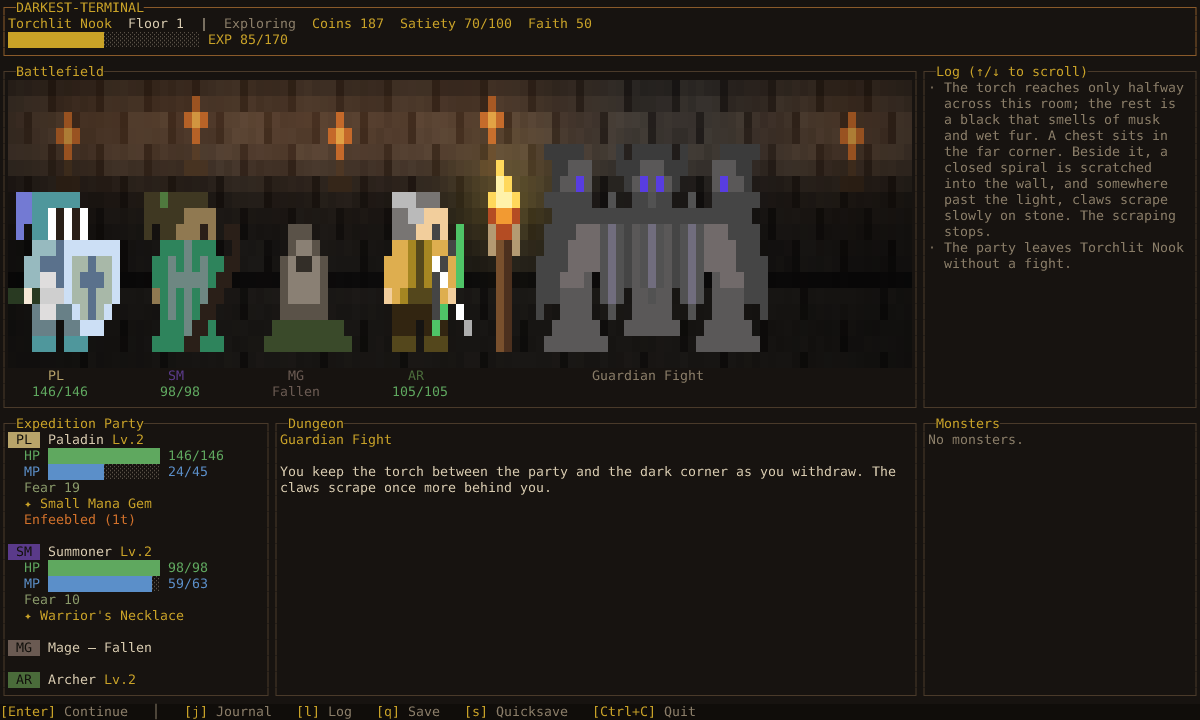 DARKEST-TERMINAL
Torchlit Nook  Floor 1  |  Exploring  Coins 187  Satiety 70/100  Faith 50
EXP 85/170
Battlefield
PL  SM  MG  AR  Guardian Fight
146/146  98/98  Fallen  105/105
Log (↑/↓ to scroll)
· The torch reaches only halfway
across this room; the rest is
a black that smells of musk
and wet fur. A chest sits in
the far corner. Beside it, a
closed spiral is scratched
into the wall, and somewhere
past the light, claws scrape
slowly on stone. The scraping
stops.
· The party leaves Torchlit Nook
without a fight.
Expedition Party
PL Paladin Lv.2
HP 146/146
MP 24/45
Fear 19
✦ Small Mana Gem
Enfeebled (1t)
SM Summoner Lv.2
HP 98/98
MP 59/63
Fear 10
✦ Warrior's Necklace
MG Mage — Fallen
AR Archer Lv.2
Dungeon
Guardian Fight
You keep the torch between the party and the dark corner as you withdraw. The
claws scrape once more behind you.
Monsters
No monsters.
[Enter] Continue  |  [j] Journal  [l] Log  [q] Save  [s] Quicksave  [Ctrl+C] Quit